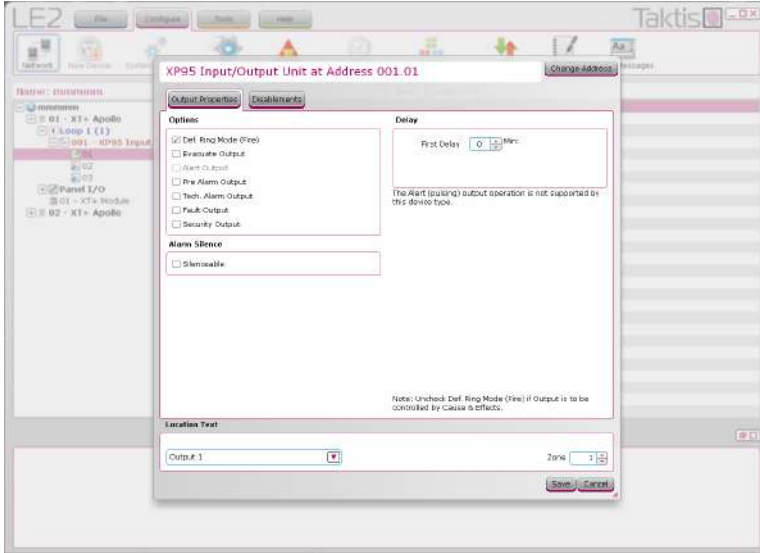 LE2
File
Configure
Tools
Help
Taktis
Network
New Device
Name: mnmnmn
mnmnmn
01 - XT+ Apollo
Loop 1 (1)
001 - XP95 Input
01
02
03
Panel I/O
01 - XT+ Module
02 - XT+ Apollo
XP95 Input/Output Unit at Address 001.01
Change Address
Output Properties
Disablements
Options
Def. Ring Mode (Fire)
Evacuate Output
Alert Output
Pre Alarm Output
Tech. Alarm Output
Fault Output
Security Output
Alarm Silence
Silenceable
Delay
First Delay 0 Min:
The Alert (pulsing) output operation is not supported by
this device type.
Note: Uncheck Def. Ring Mode (Fire) if Output is to be
controlled by Cause & Effects.
Location Text
Output 1
Zone 1
Save
Cancel